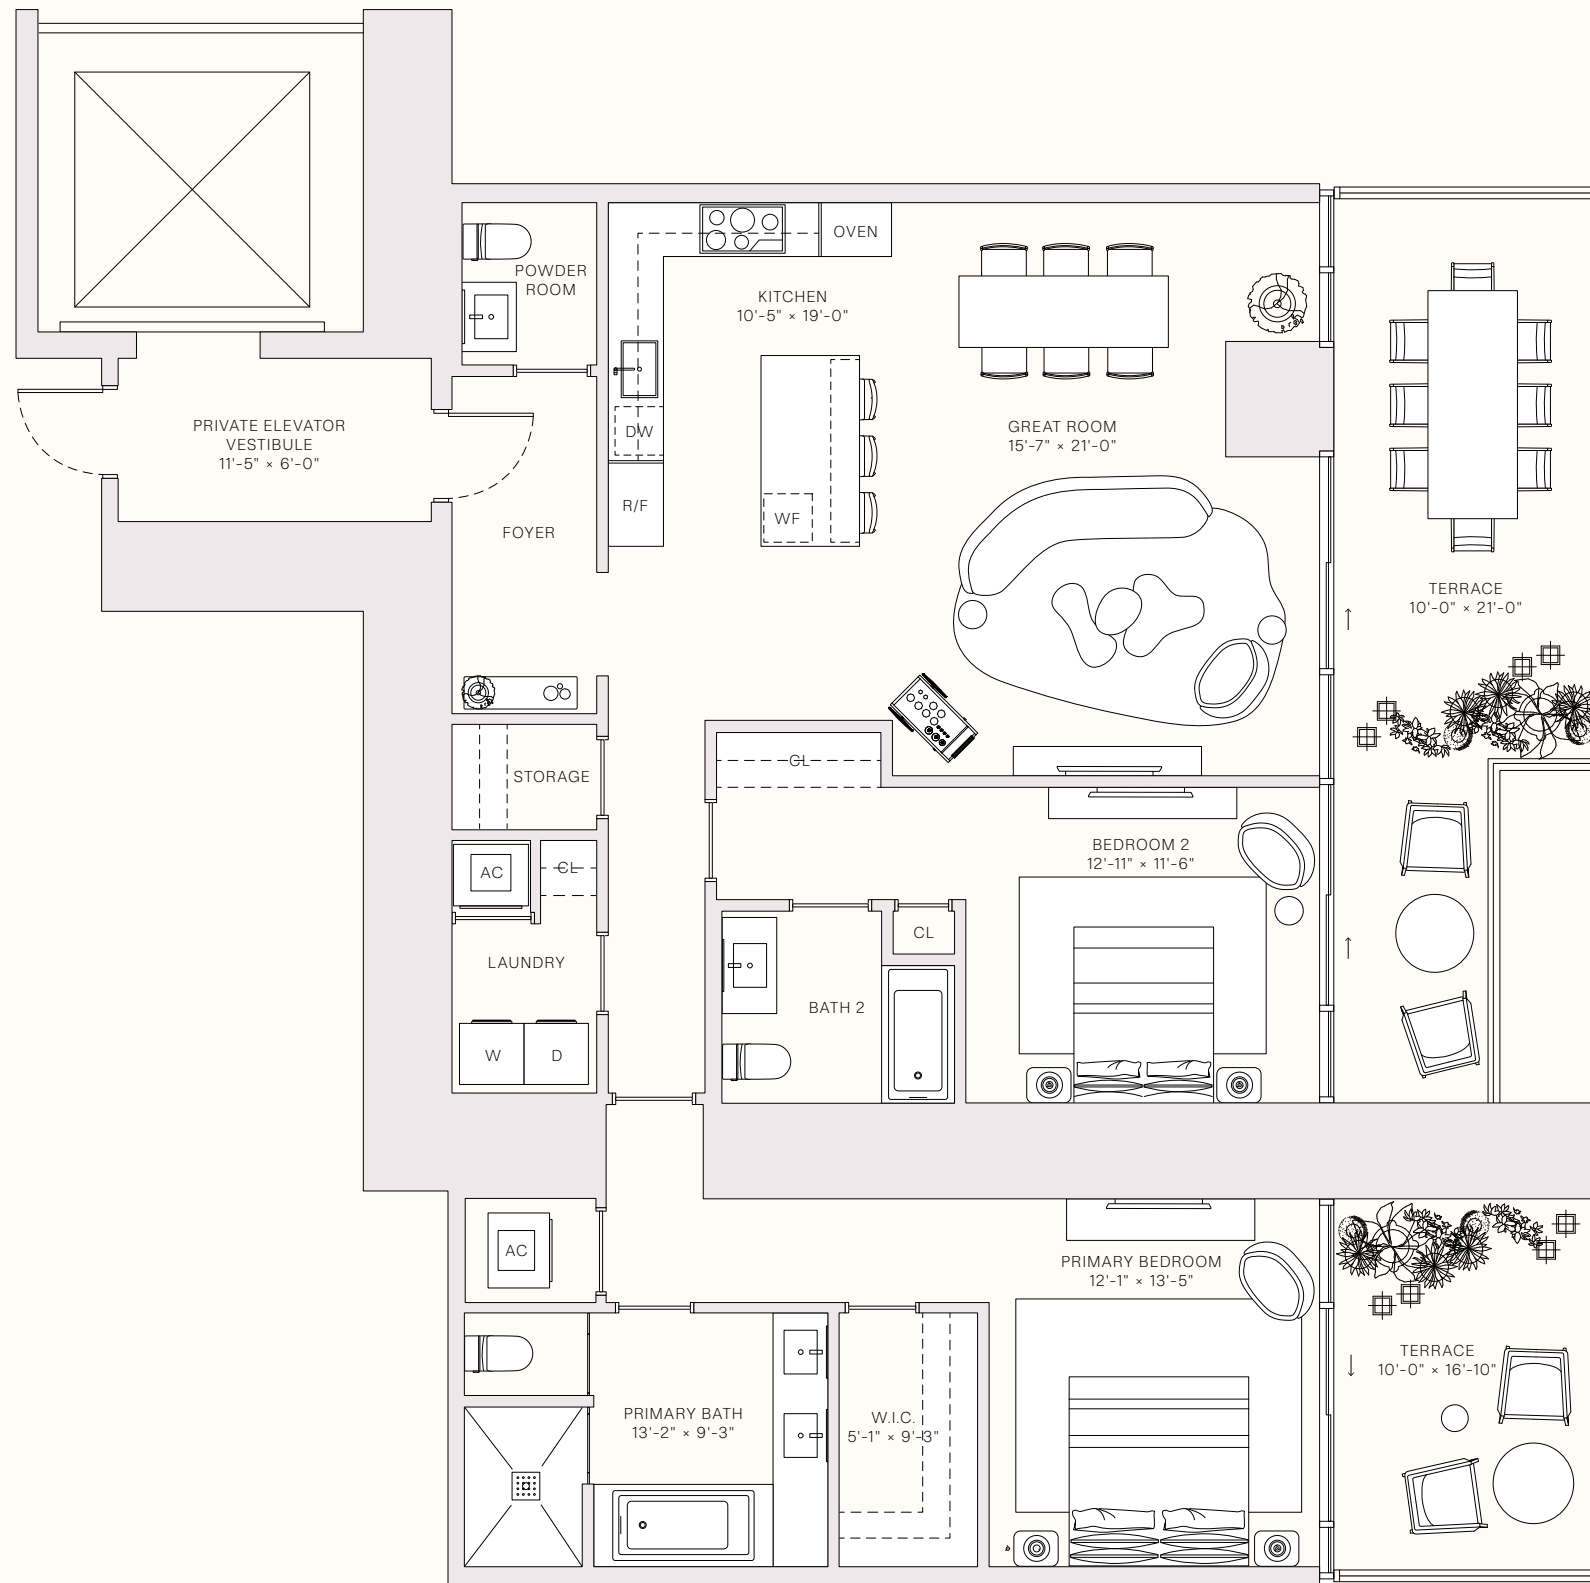 POWDER
ROOM
OVEN
KITCHEN
10'-5" × 19'-0"
PRIVATE ELEVATOR
VESTIBULE
11'-5" × 6'-0"
DW
GREAT ROOM
15'-7" × 21'-0"
R/F
WF
FOYER
TERRACE
10'-0" × 21'-0"
STORAGE
CL
BEDROOM 2
12'-11" × 11'-6"
AC
CL
CL
LAUNDRY
BATH 2
W
D
AC
PRIMARY BEDROOM
12'-1" × 13'-5"
TERRACE
10'-0" × 16'-10"
PRIMARY BATH
13'-2" × 9'-3"
W.I.C.
5'-1" × 9'-3"